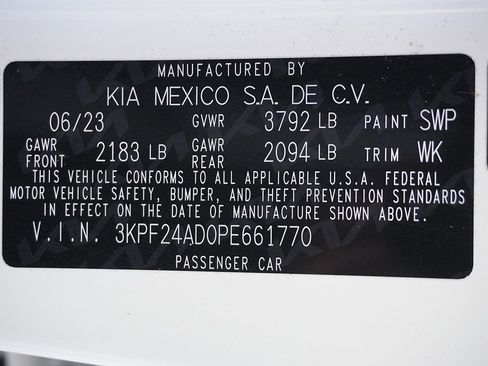 MANUFACTURED BY
KIA MEXICO S.A. DE C.V.
06/23 GVWR 3792 LB PAINT SWP
GAWR FRONT 2183 LB GAWR REAR 2094 LB TRIM WK
THIS VEHICLE CONFORMS TO ALL APPLICABLE U.S.A. FEDERAL
MOTOR VEHICLE SAFETY, BUMPER, AND THEFT PREVENTION STANDARDS
IN EFFECT ON THE DATE OF MANUFACTURE SHOWN ABOVE.
V.I.N. 3KPF24AD0PE661770
PASSENGER CAR